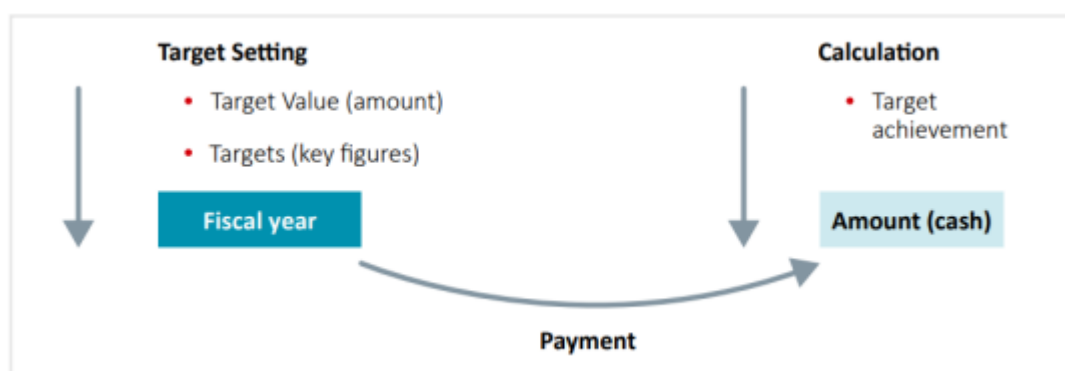 Target Setting
• Target Value (amount)
• Targets (key figures)
Fiscal year
Calculation
• Target
achievement
Amount (cash)
Payment